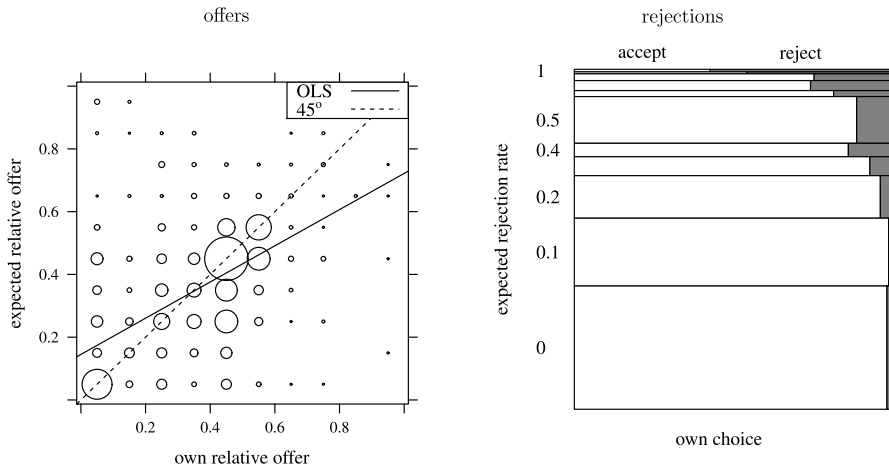 offers
OLS
45°
0.8
0.6
0.4
0.2
0.2 0.4 0.6 0.8
own relative offer
expected relative offer
rejections
accept reject
1
0.5
0.4
0.2
0.1
0
own choice
expected rejection rate